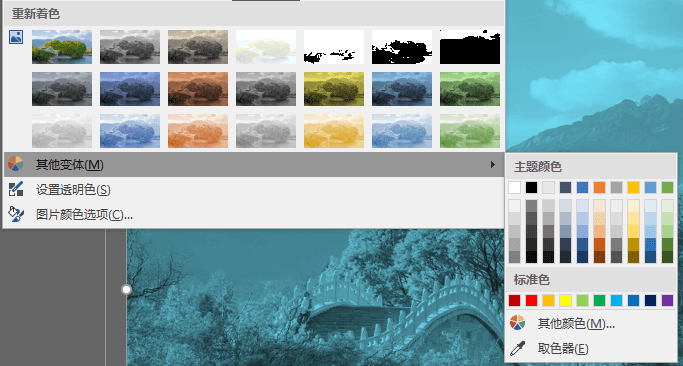 重新着色
其他变体(M)
设置透明色(S)
图片颜色选项(C)...
主题颜色
标准色
其他颜色(M)...
取色器(E)